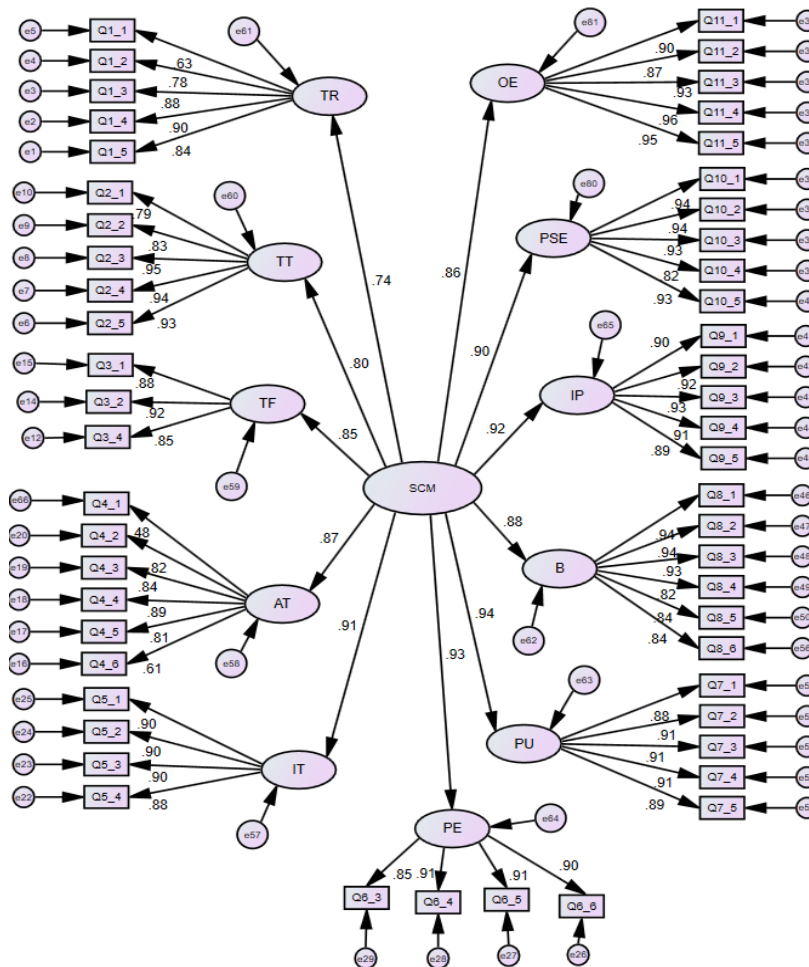 e5 Q1_1
e4 Q1_2
e3 Q1_3
e2 Q1_4
e1 Q1_5
e61
TR
.63
.78
.88
.90
.84
e10 Q2_1
e9 Q2_2
e8 Q2_3
e7 Q2_4
e6 Q2_5
e60
TT
.79
.83
.95
.94
.93
e15 Q3_1
e14 Q3_2
e12 Q3_4
TF
e59
.88
.92
.85
e66 Q4_1
e20 Q4_2
e19 Q4_3
e18 Q4_4
e17 Q4_5
e16 Q4_6
AT
e58
.48
.82
.84
.89
.81
.61
e25 Q5_1
e24 Q5_2
e23 Q5_3
e22 Q5_4
IT
e57
.90
.90
.90
.88
SCM
.74
.80
.85
.87
.91
.93
.94
.88
.92
.90
.86
PE
e64
.85
.91
.91
.90
Q6_3
Q6_4
Q6_5
Q6_6
e29
e28
e27
e26
e81
OE
.90
.87
.93
.96
.95
Q11_1
Q11_2
Q11_3
Q11_4
Q11_5
e80
PSE
.94
.94
.93
.82
.93
Q10_1
Q10_2
Q10_3
Q10_4
Q10_5
e65
IP
.90
.92
.93
.91
.89
Q9_1
Q9_2
Q9_3
Q9_4
Q9_5
B
e62
.94
.94
.93
.82
.84
.84
Q8_1 e46
Q8_2 e47
Q8_3 e48
Q8_4 e49
Q8_5 e50
Q8_6 e56
e63
PU
.88
.91
.91
.91
.89
Q7_1
Q7_2
Q7_3
Q7_4
Q7_5